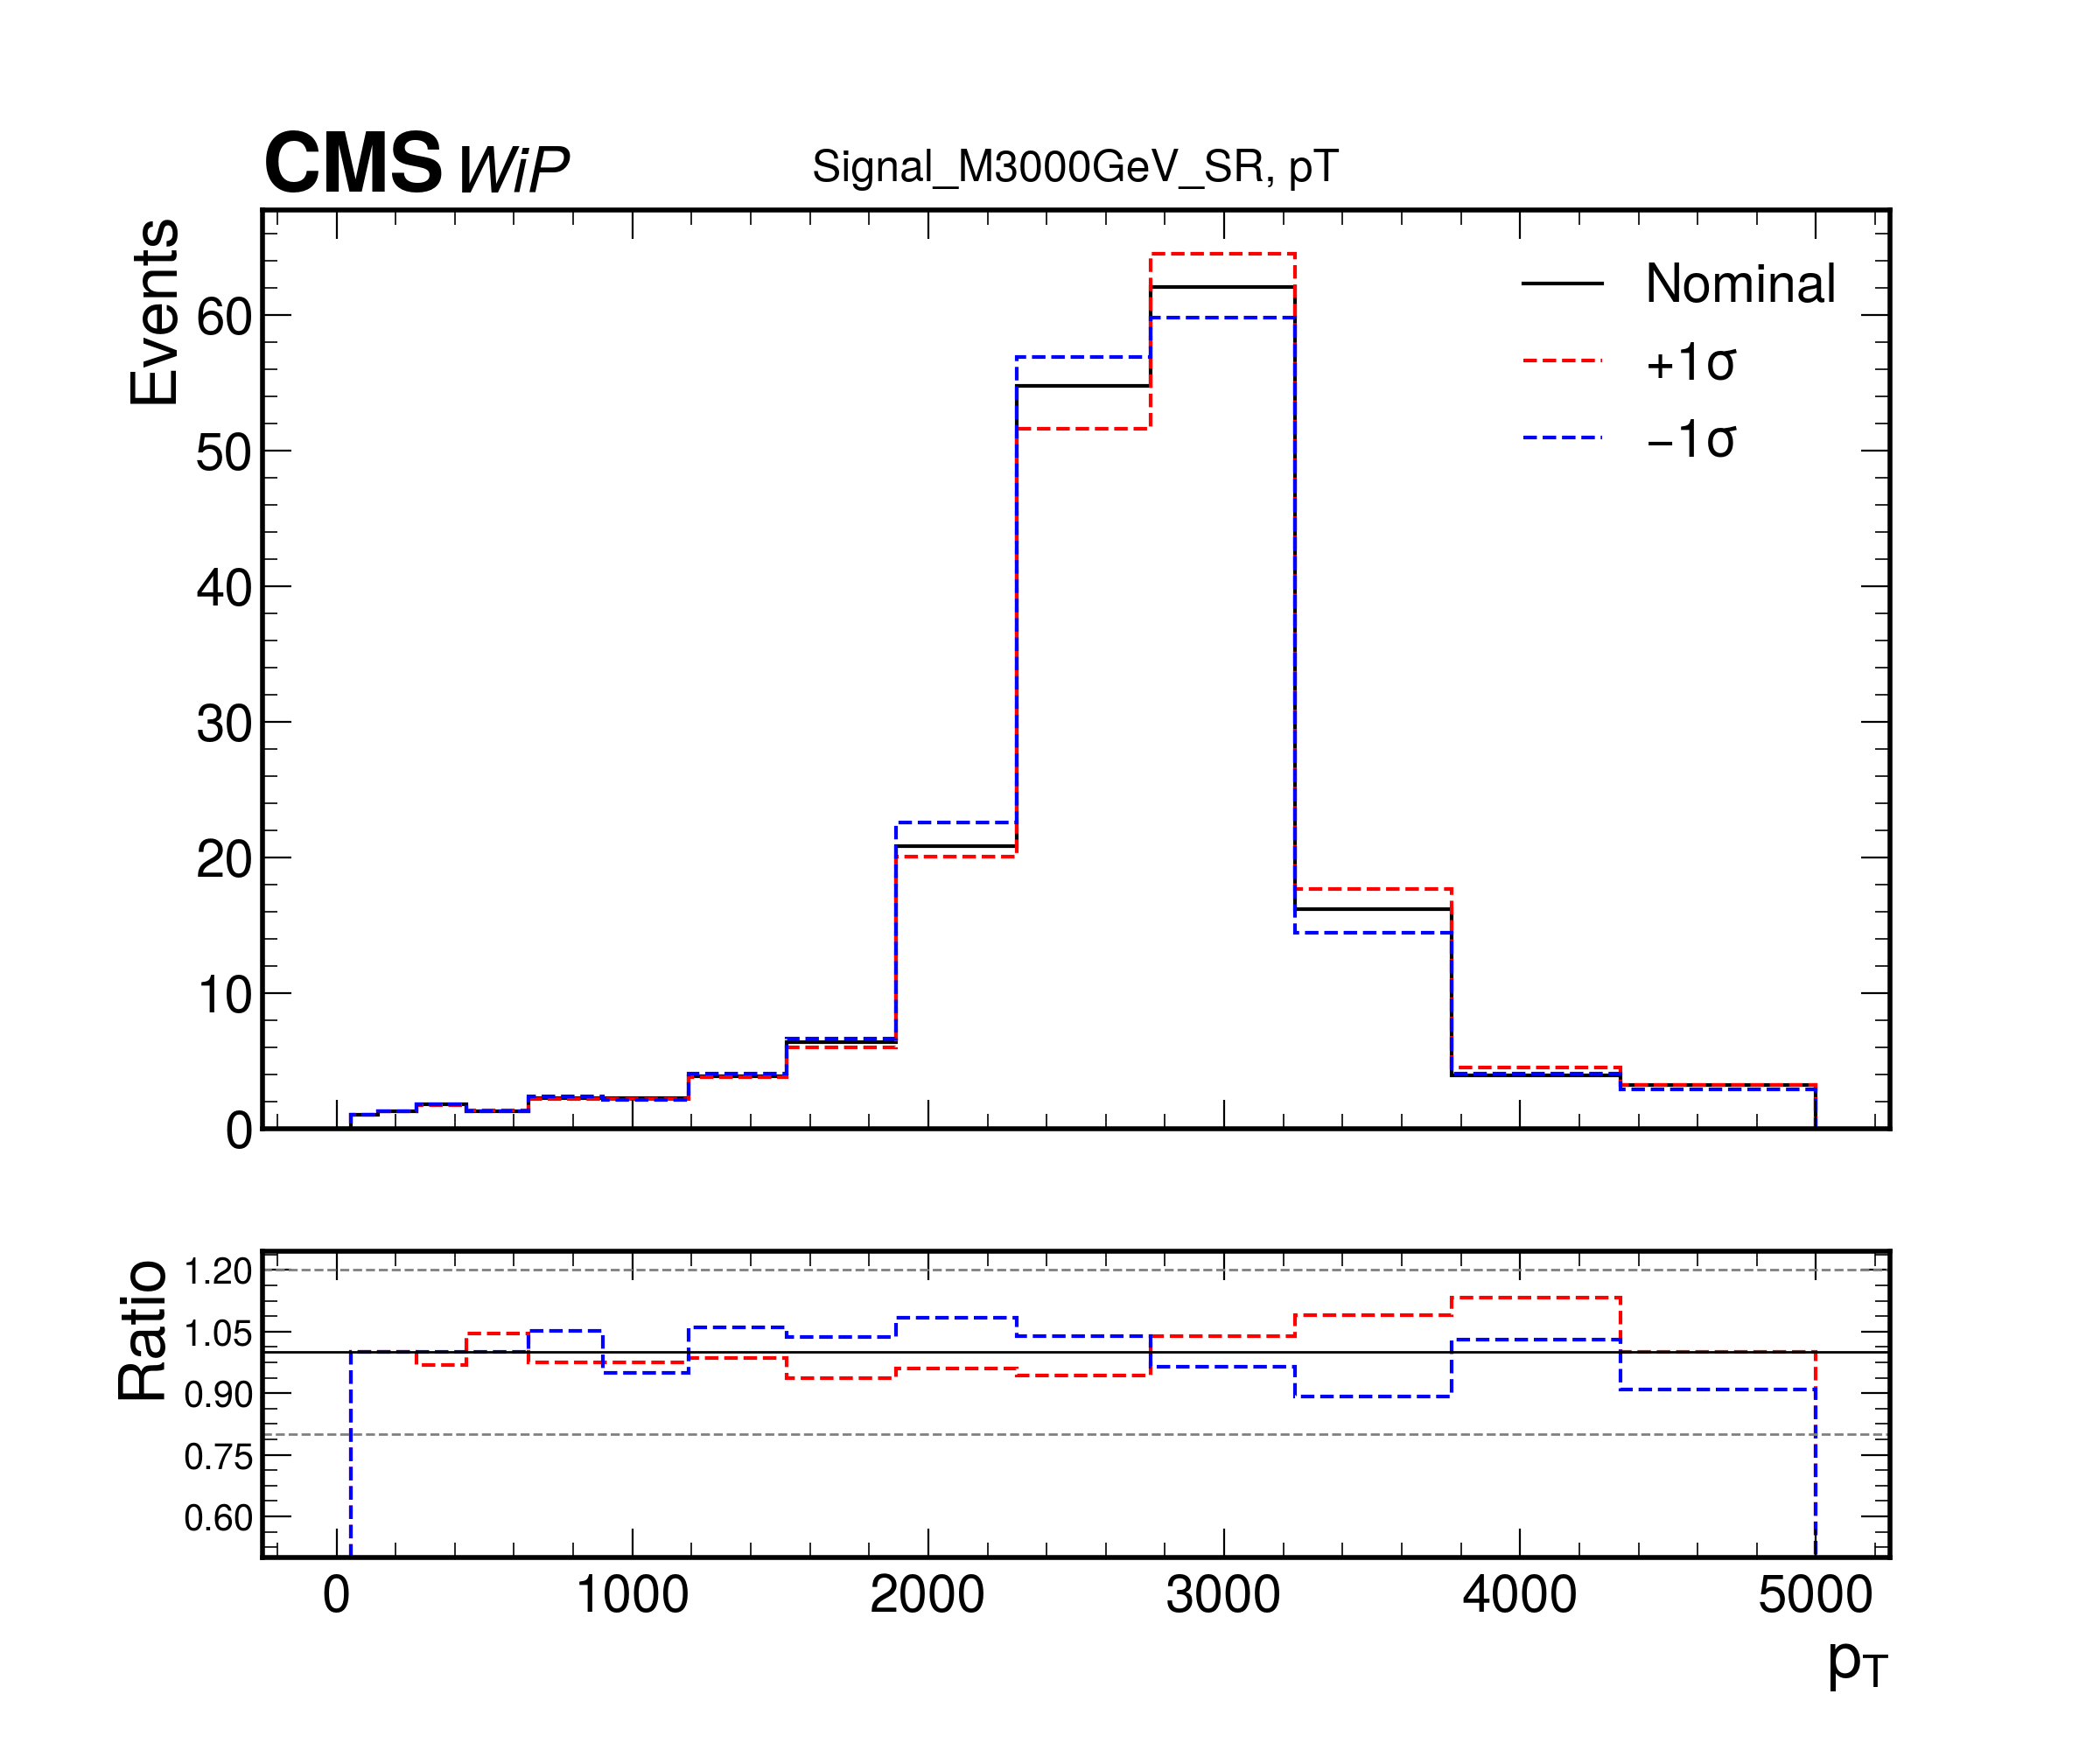 CMS WiP
Signal_M3000GeV_SR, pT
Events
60
50
40
30
20
10
0
Nominal
+1σ
−1σ
Ratio
1.20
1.05
0.90
0.75
0.60
0 1000 2000 3000 4000 5000
pT